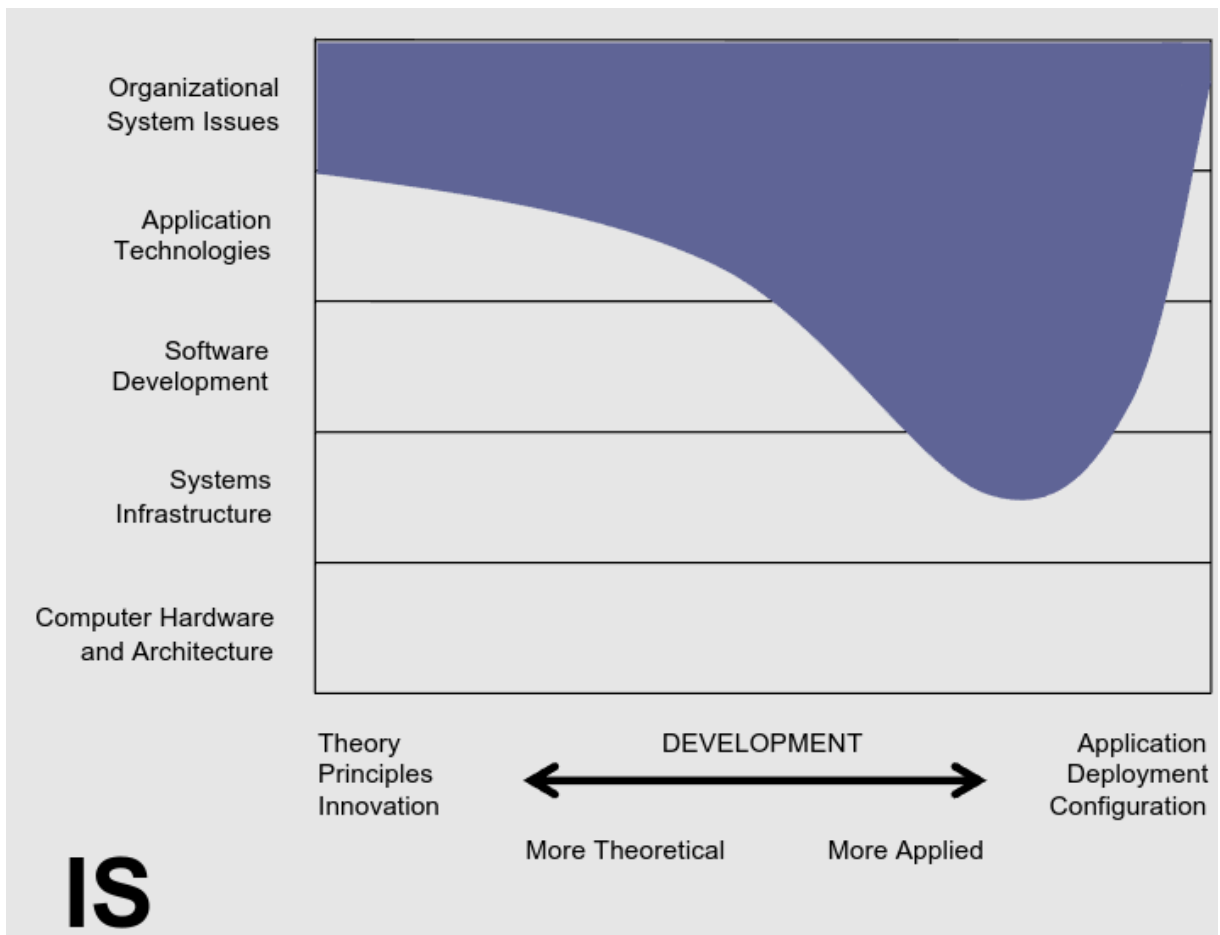 Organizational
System Issues
Application
Technologies
Software
Development
Systems
Infrastructure
Computer Hardware
and Architecture
Theory
Principles
Innovation
DEVELOPMENT
More Theoretical
More Applied
Application
Deployment
Configuration
IS